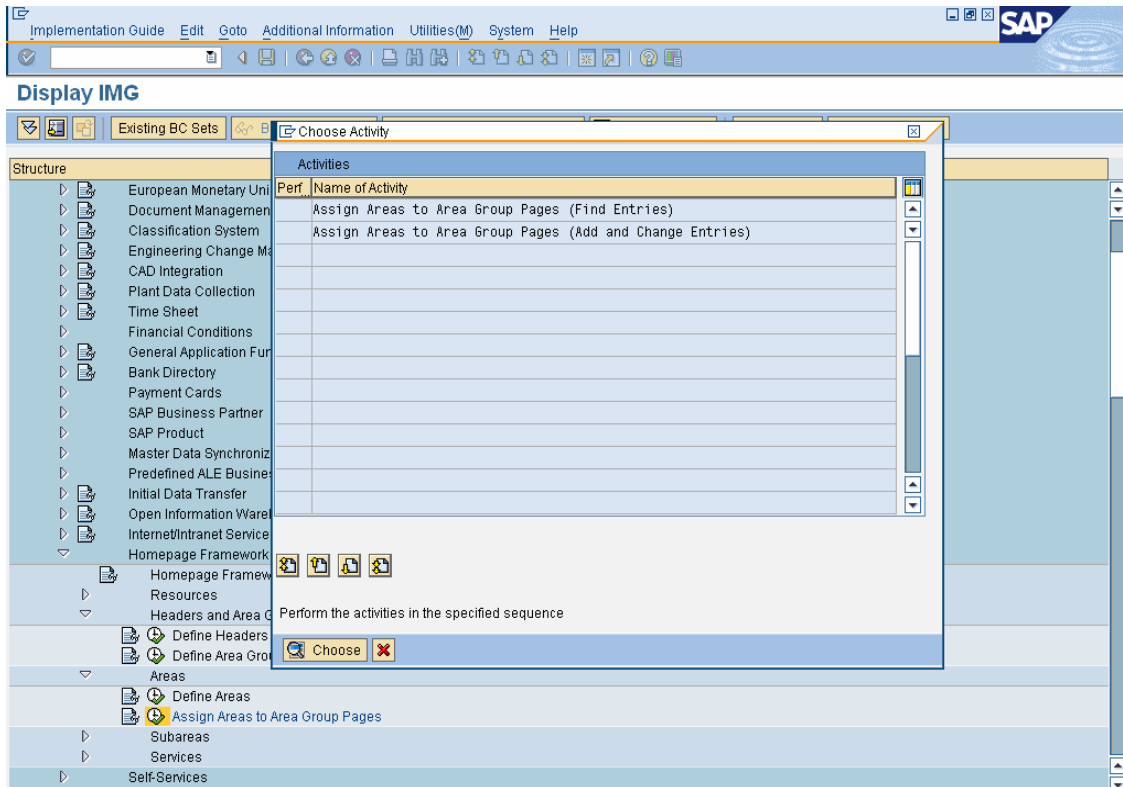 Implementation Guide Edit Goto Additional Information Utilities(M) System Help
SAP
Display IMG
Existing BC Sets B
Choose Activity
Activities
Structure
Perf.. Name of Activity
European Monetary Uni
Assign Areas to Area Group Pages (Find Entries)
Document Managemen
Assign Areas to Area Group Pages (Add and Change Entries)
Classification System
Engineering Change Ma
CAD Integration
Plant Data Collection
Time Sheet
Financial Conditions
General Application Fun
Bank Directory
Payment Cards
SAP Business Partner
SAP Product
Master Data Synchroniz
Predefined ALE Busines
Initial Data Transfer
Open Information Wareh
Internet/Intranet Service
Homepage Framework
Homepage Framew
Resources
Headers and Area G
Perform the activities in the specified sequence
Define Headers
Define Area Grou
Choose
Areas
Define Areas
Assign Areas to Area Group Pages
Subareas
Services
Self-Services